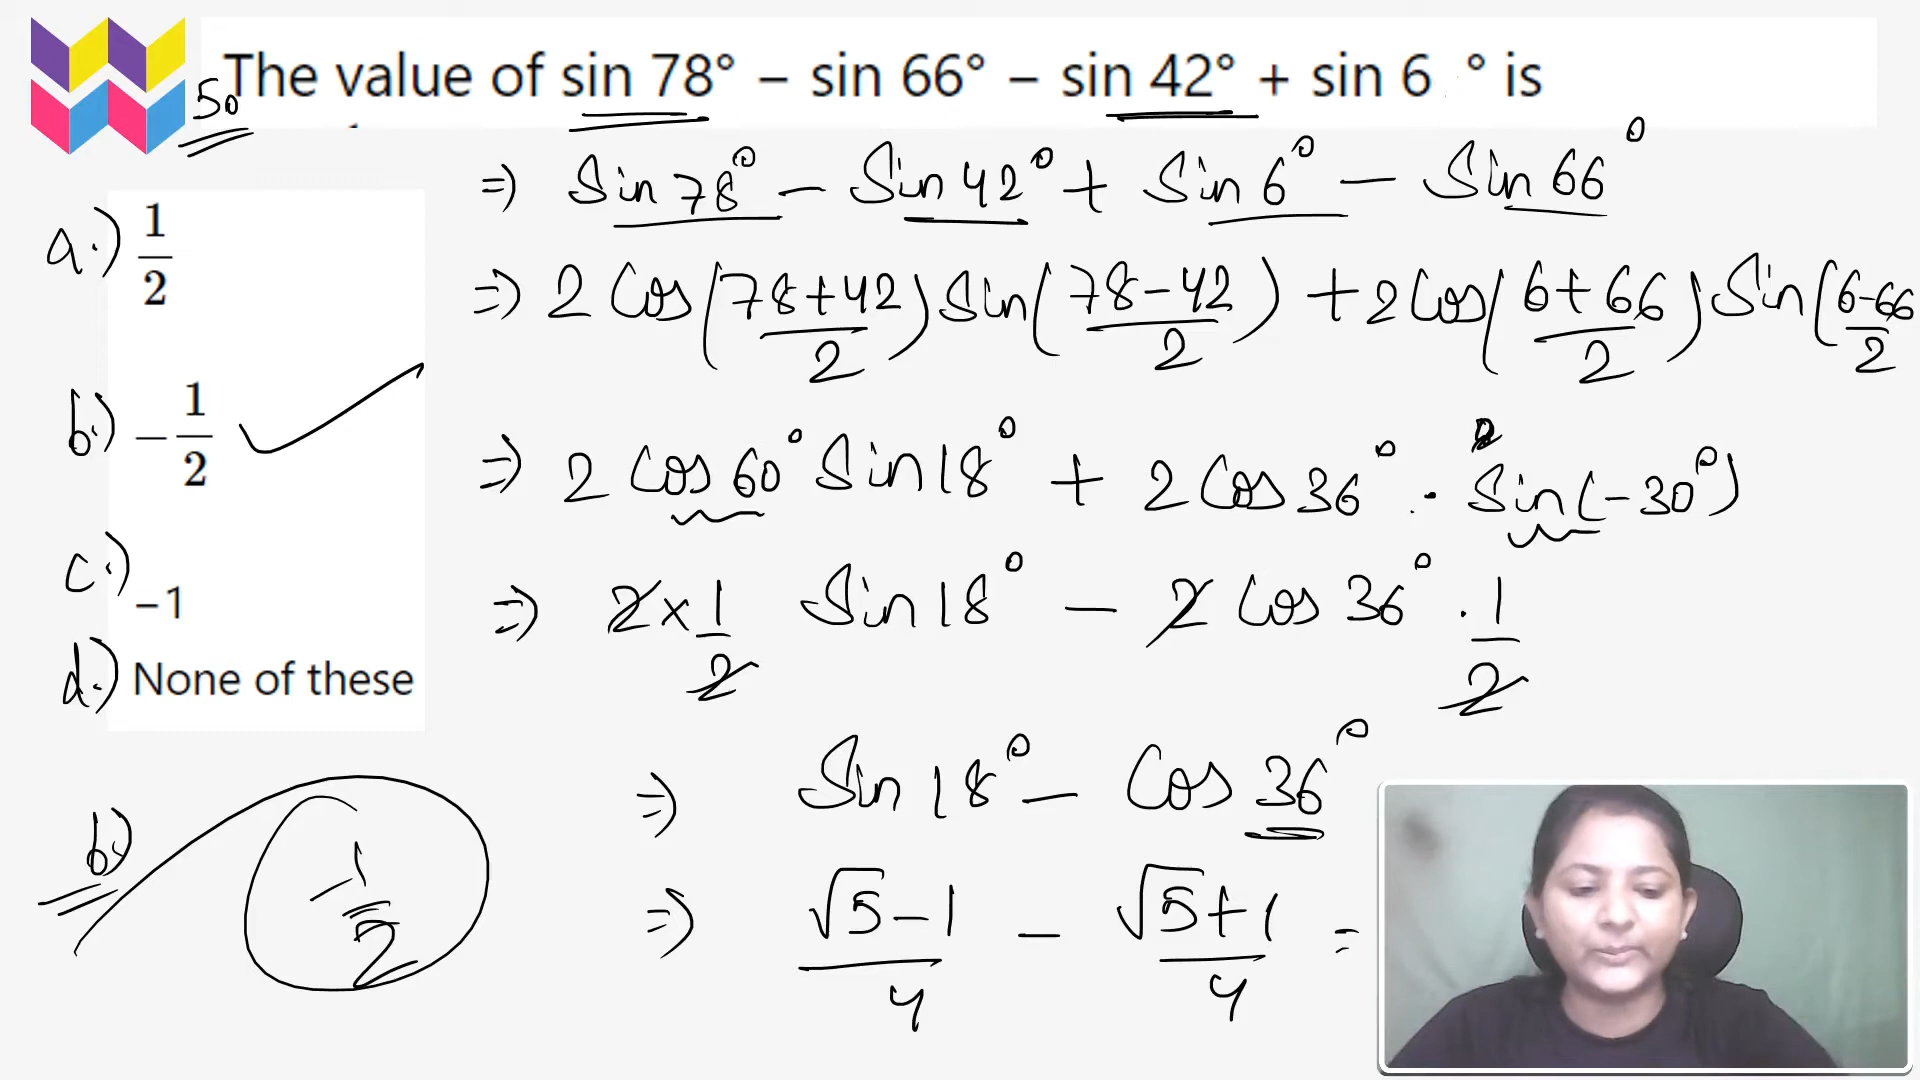 The value of sin 78° – sin 66° – sin 42° + sin 6 ° is
50
⇒ Sin 78° – Sin 42° + Sin 6° – Sin 66°
a.) 1/2
⇒ 2 Cos(78+42/2) Sin(78-42/2) + 2 Cos(6+66/2) Sin(6-66/2
b.) –1/2
⇒ 2 Cos 60° Sin 18° + 2 Cos 36° · Sin(-30°)
c.) –1
⇒ 2 × 1/2 Sin 18° – 2 Cos 36° · 1/2
d.) None of these
⇒ Sin 18° – Cos 36°
b) -1/2
⇒ √5-1/4 – √5+1/4 =